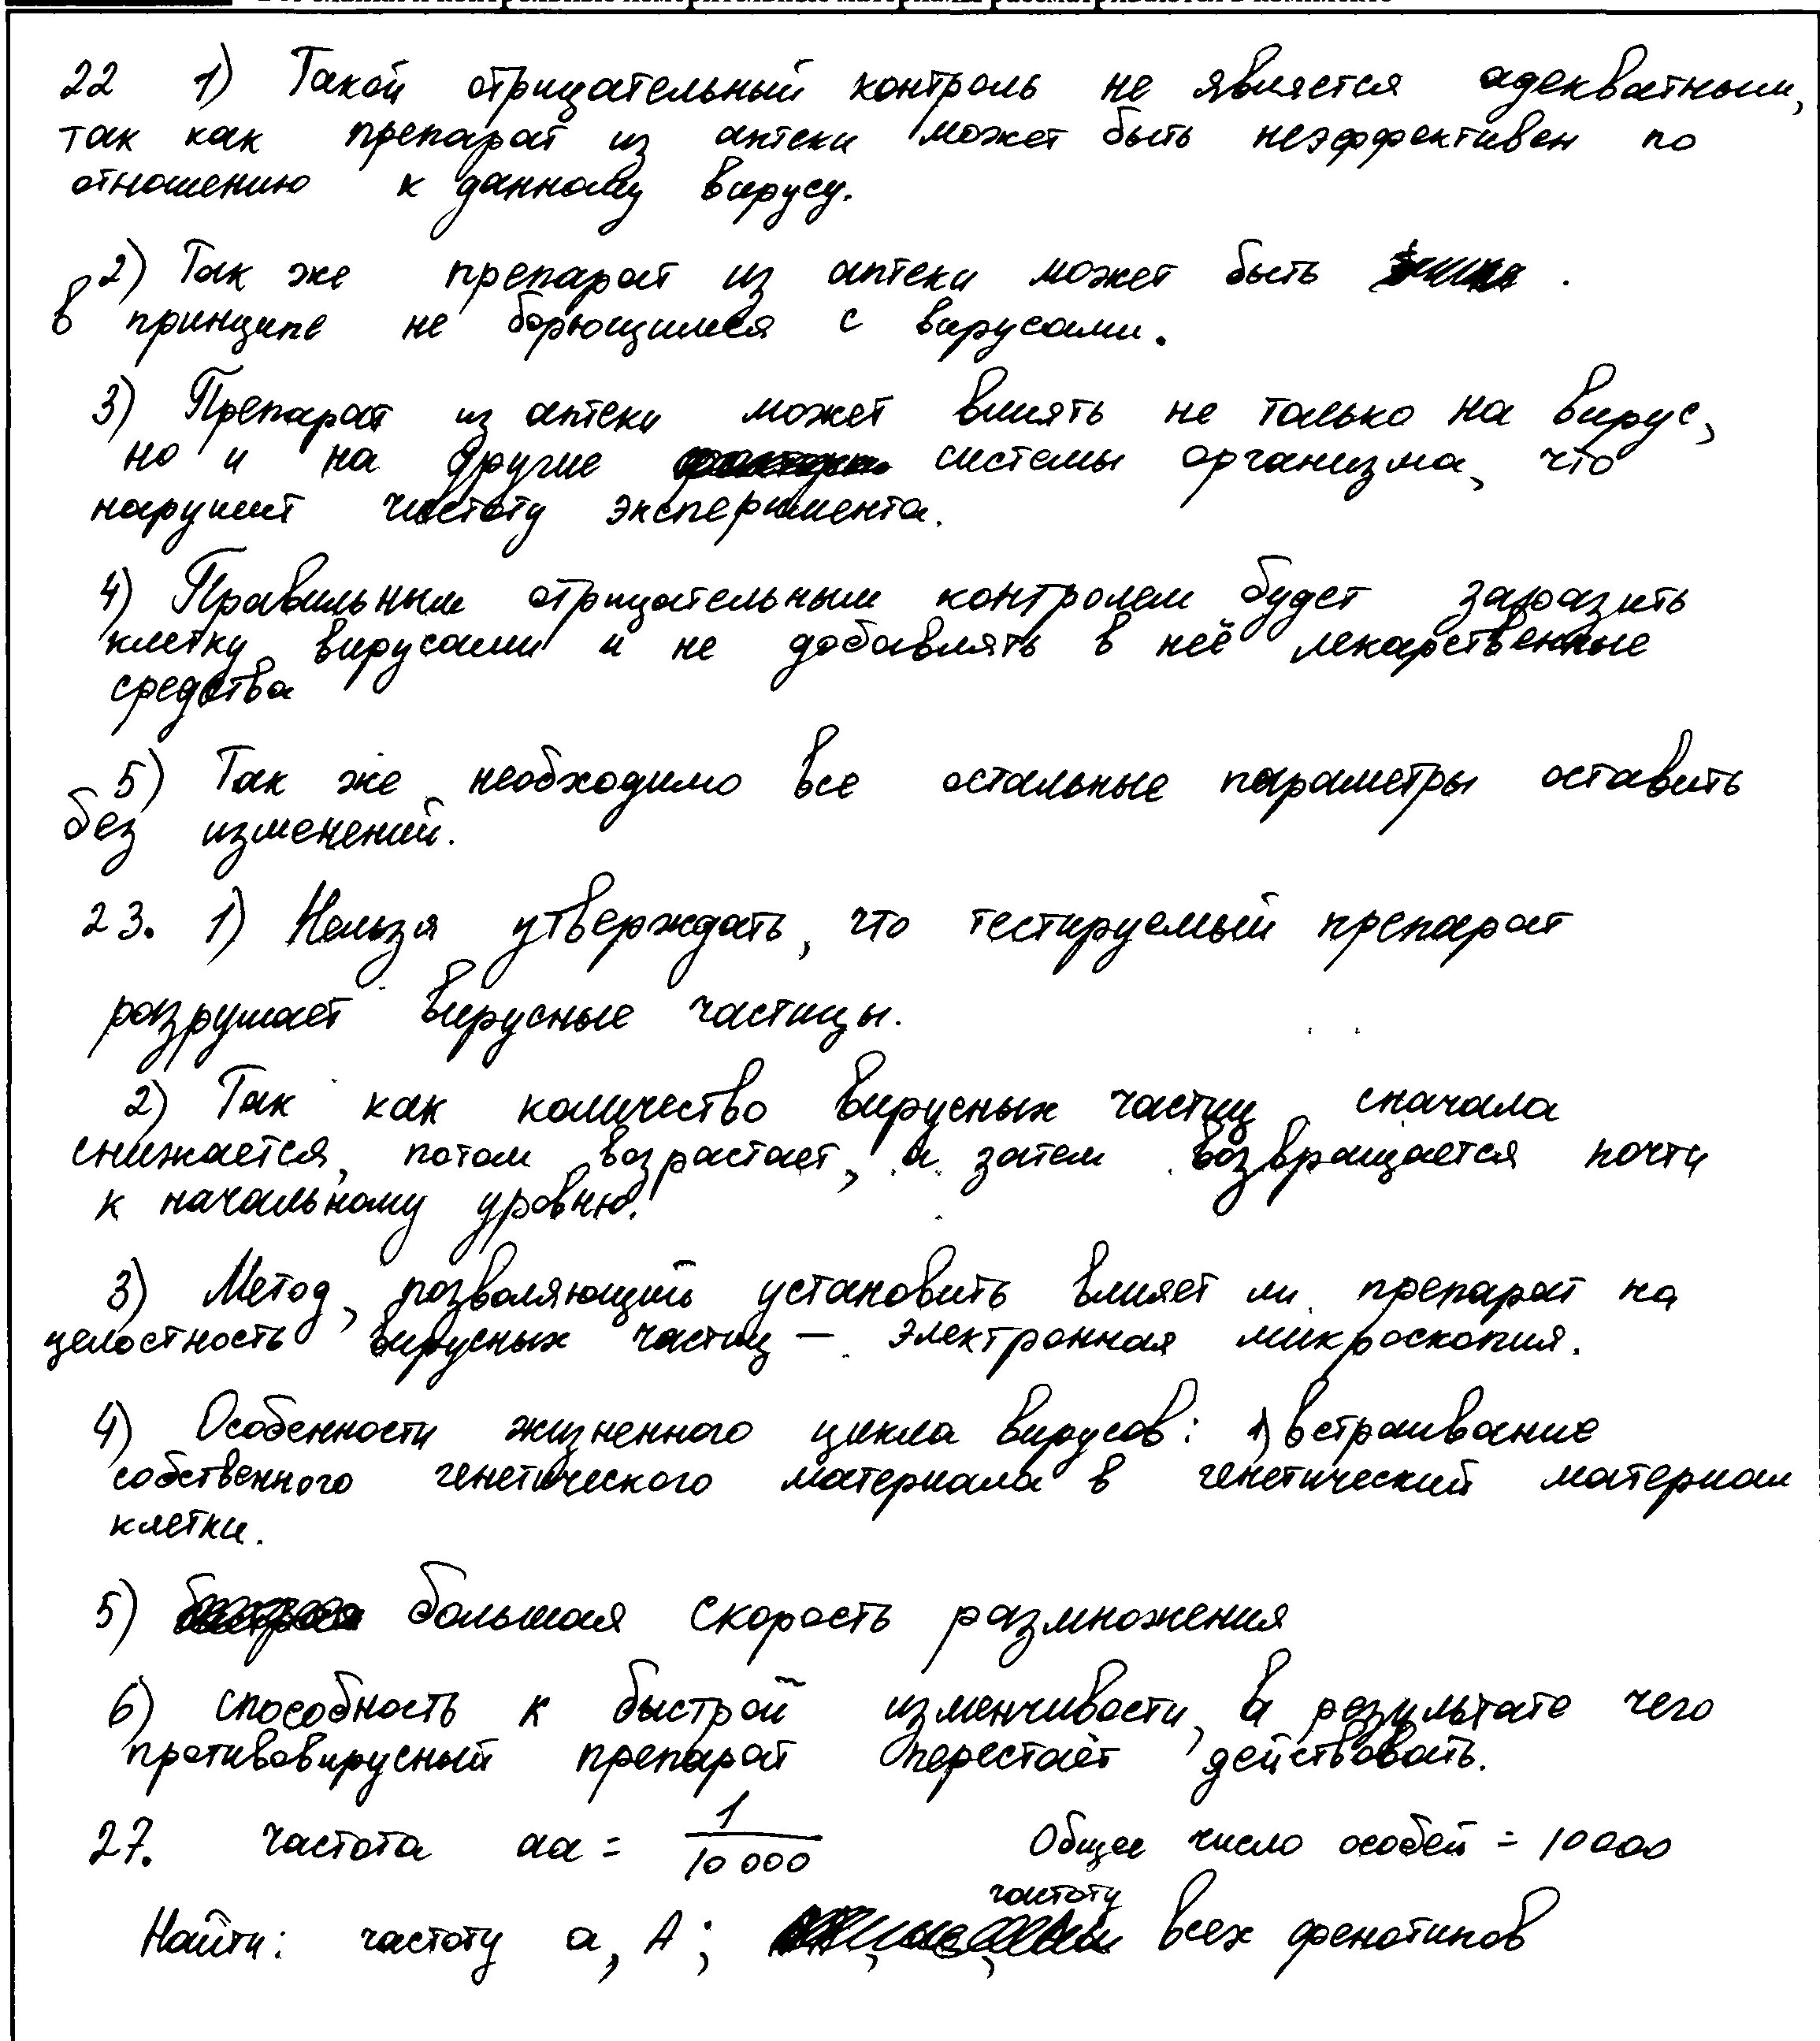 22 1) Такой отрицательный контроль не является адекватным,
так как препарат из аптеки может быть неэффективен по
отношению к данному вирусу.
2) Так же препарат из аптеки может быть
в принципе не борющимся с вирусами.
3) Препарат из аптеки может влиять не только на вирус,
но и на другие системы организма, что
нарушит чистоту эксперимента.
4) Правильным отрицательным контролем будет заразить
клетку вирусами и не добавлять в неё лекарственные
средства
5) Так же необходимо все остальные параметры оставить
без изменений.
23. 1) Нельзя утверждать, что тестируемый препарат
разрушает вирусные частицы.
2) Так как количество вирусных частиц сначала
снижается, потом возрастает, а затем возвращается почти
к начальному уровню.
3) Метод, позволяющий установить влияет ли препарат на
целостность вирусных частиц — электронная микроскопия.
4) Особенности жизненного цикла вирусов: 1) встраивание
собственного генетического материала в генетический материал
клетки.
5) большая скорость размножения
6) способность к быстрой изменчивости, в результате чего
противовирусный препарат перестаёт действовать.
27. частота аа = 1/10 000 Общее число особей = 10000
Найти: частоту а, А; частоту всех фенотипов